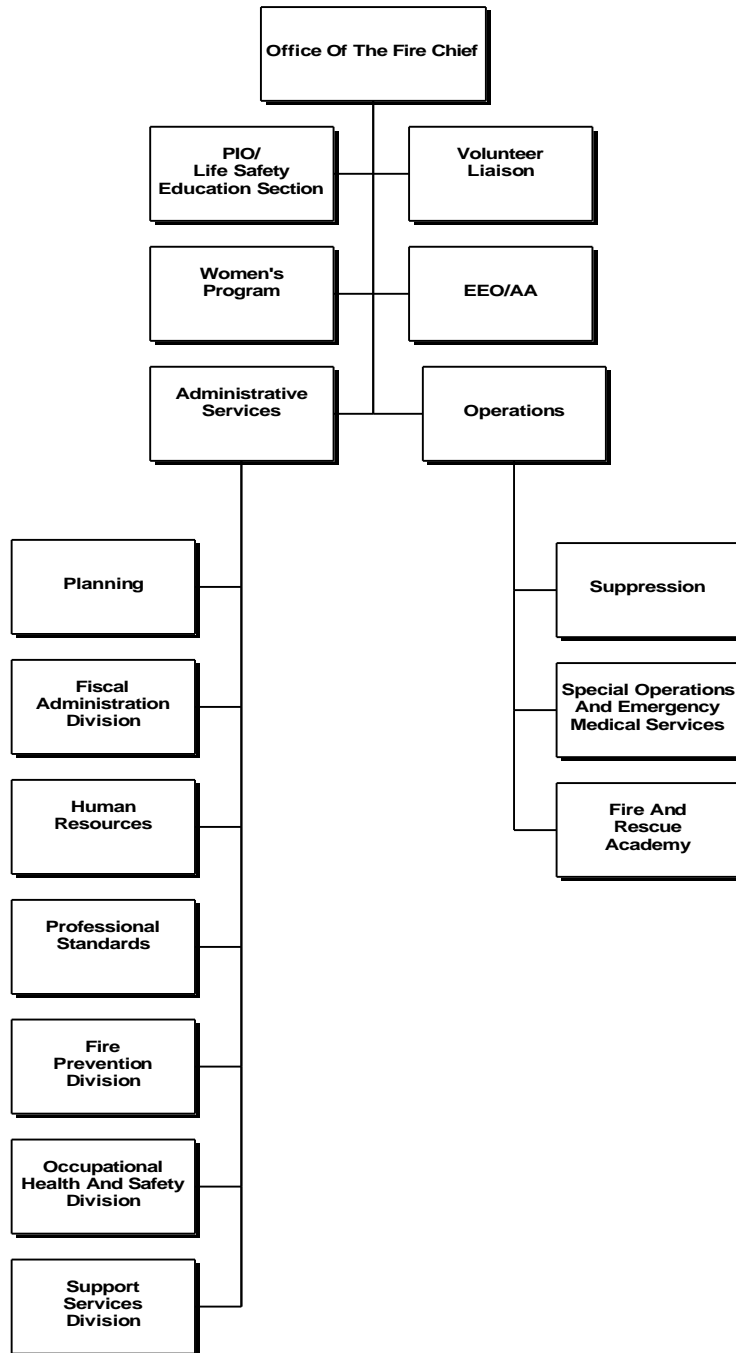 Office Of The Fire Chief
PIO/
Life Safety
Education Section
Volunteer
Liaison
Women's
Program
EEO/AA
Administrative
Services
Operations
Planning
Fiscal
Administration
Division
Human
Resources
Professional
Standards
Fire
Prevention
Division
Occupational
Health And Safety
Division
Support
Services
Division
Suppression
Special Operations
And Emergency
Medical Services
Fire And
Rescue
Academy